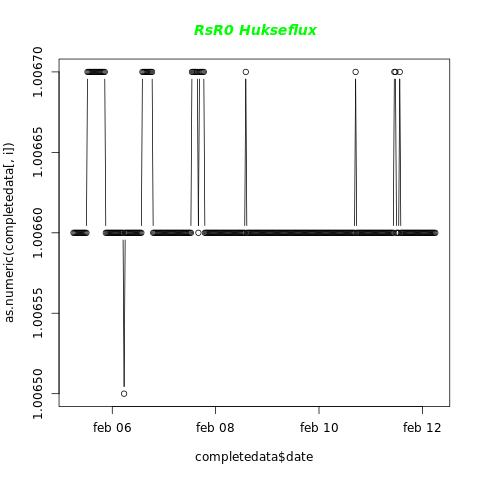 RsR0 Hukseflux
as.numeric(completedata[, i])
1.00670
1.00665
1.00660
1.00655
1.00650
feb 06
feb 08
feb 10
feb 12
completedata$date